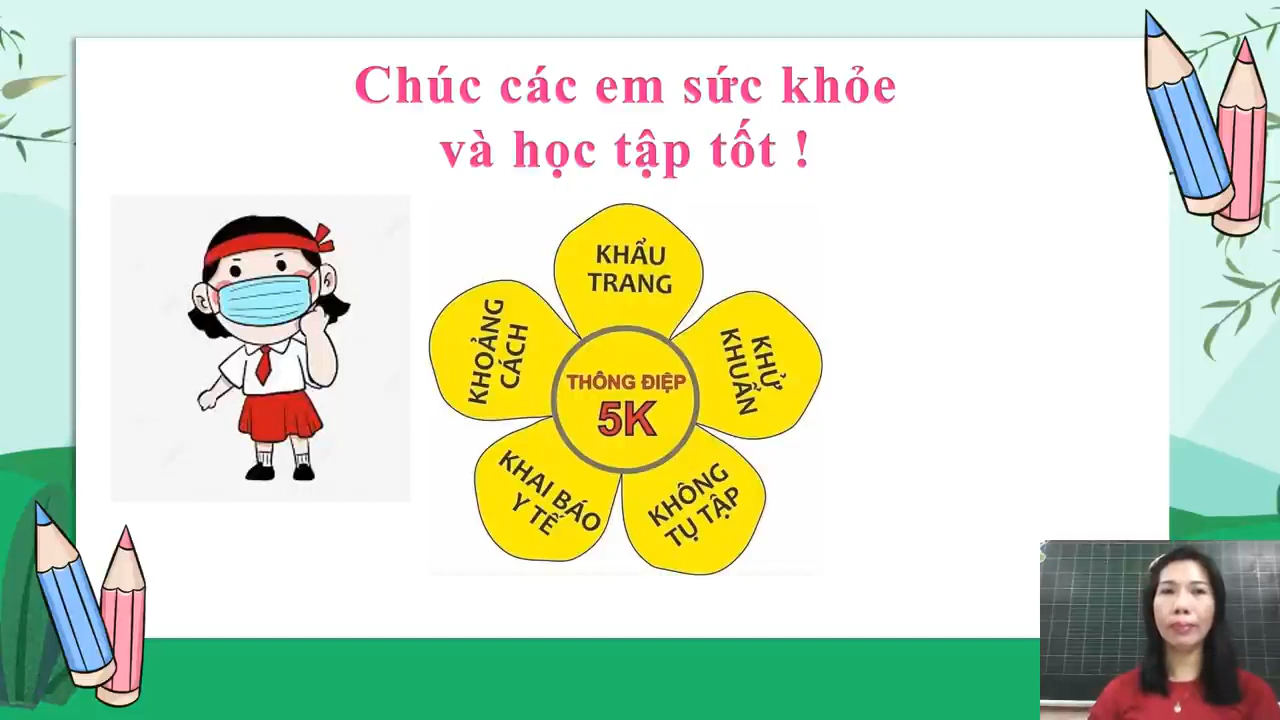 Chúc các em sức khỏe
và học tập tốt !
KHẨU
TRANG
KHOẢNG
CÁCH
KHỬ
KHUẨN
THÔNG ĐIỆP
5K
KHAI BÁO
Y TẾ
KHÔNG
TỤ TẬP